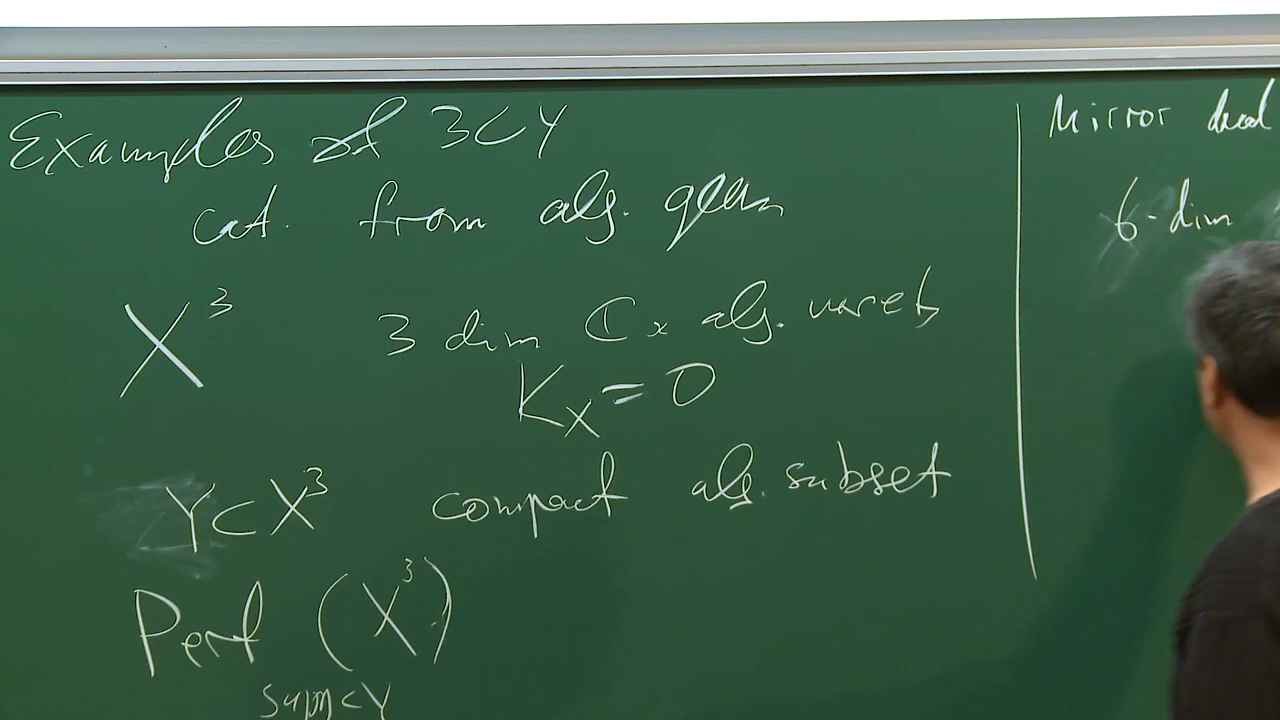 Examples of 3CY
cat. from alg. geom
X³ 3 dim ℂx alg. variety
K_X = 0
Y ⊂ X³ compact alg. subset
Perf (X³)
supp ⊂ Y
Mirror dual
6-dim